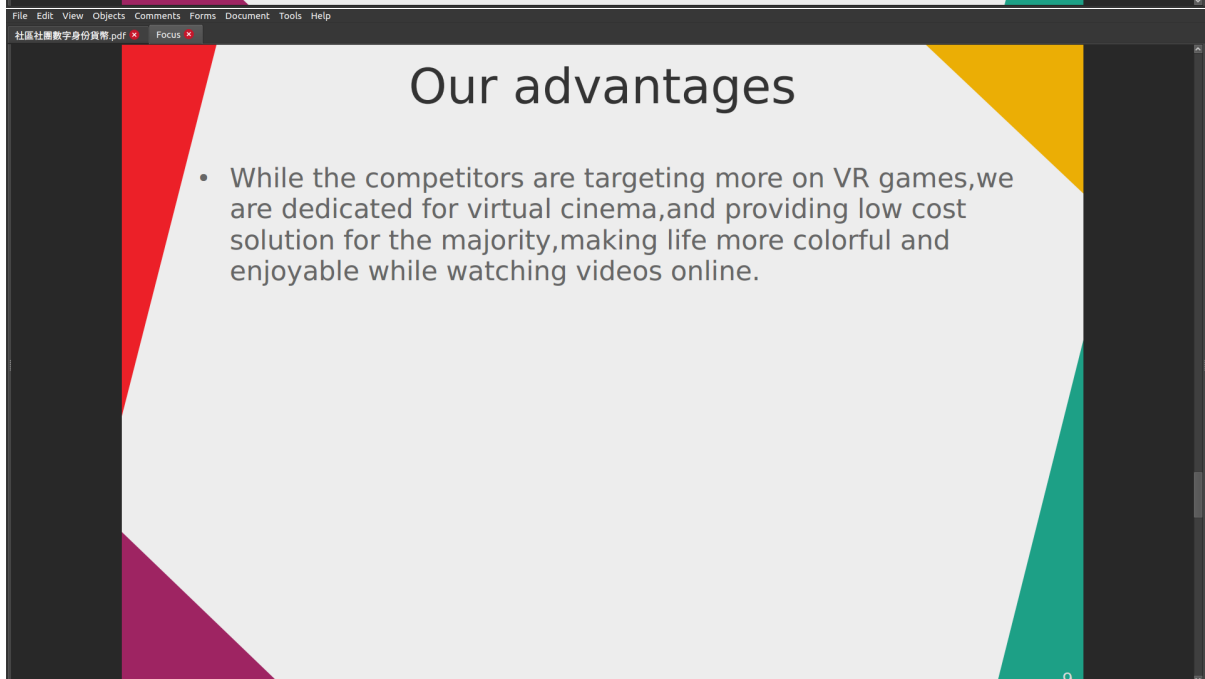 File Edit View Objects Comments Forms Document Tools Help
社區社團數字身份貨幣.pdf Focus
Our advantages
• While the competitors are targeting more on VR games,we
are dedicated for virtual cinema,and providing low cost
solution for the majority,making life more colorful and
enjoyable while watching videos online.
9